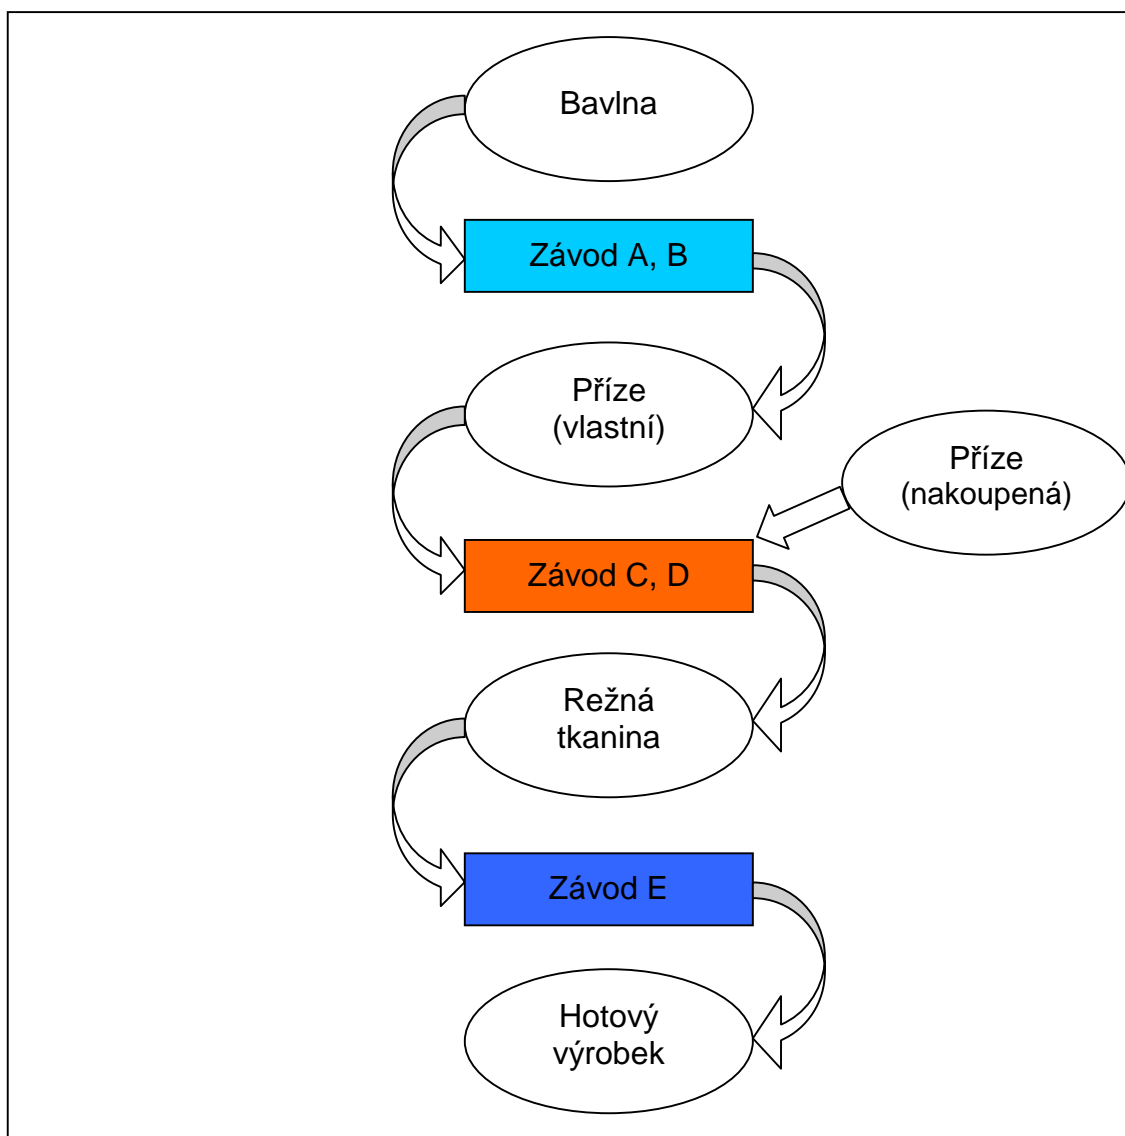 Bavlna
Závod A, B
Příze
(vlastní)
Příze
(nakoupená)
Závod C, D
Režná
tkanina
Závod E
Hotový
výrobek